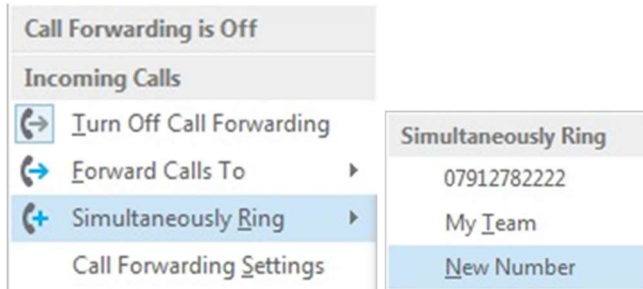 Call Forwarding is Off
Incoming Calls
Turn Off Call Forwarding
Forward Calls To
Simultaneously Ring
Call Forwarding Settings
Simultaneously Ring
07912782222
My Team
New Number